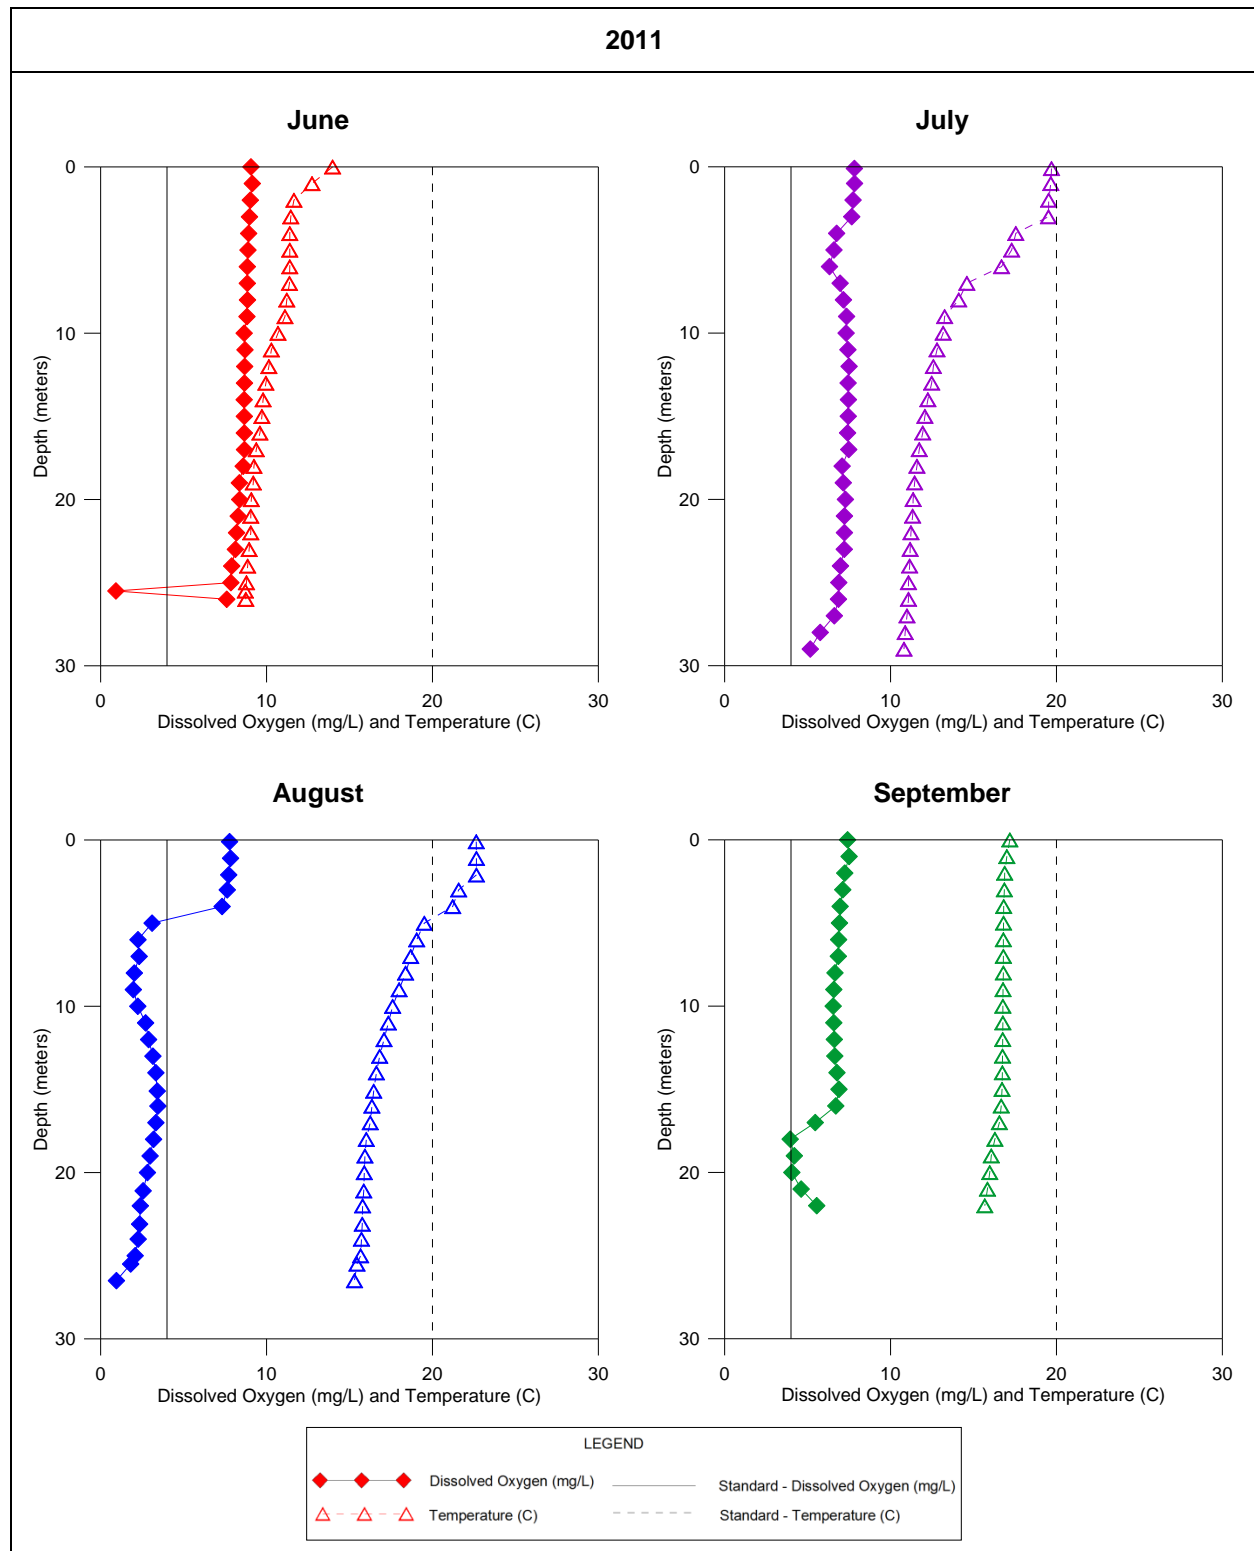 2011
June
July
0
10
20
30
Depth (meters)
0
10
20
30
Dissolved Oxygen (mg/L) and Temperature (C)
0
10
20
30
Depth (meters)
0
10
20
30
Dissolved Oxygen (mg/L) and Temperature (C)
August
September
0
10
20
30
Depth (meters)
0
10
20
30
Dissolved Oxygen (mg/L) and Temperature (C)
0
10
20
30
Depth (meters)
0
10
20
30
Dissolved Oxygen (mg/L) and Temperature (C)
LEGEND
Dissolved Oxygen (mg/L)
Standard - Dissolved Oxygen (mg/L)
Temperature (C)
Standard - Temperature (C)